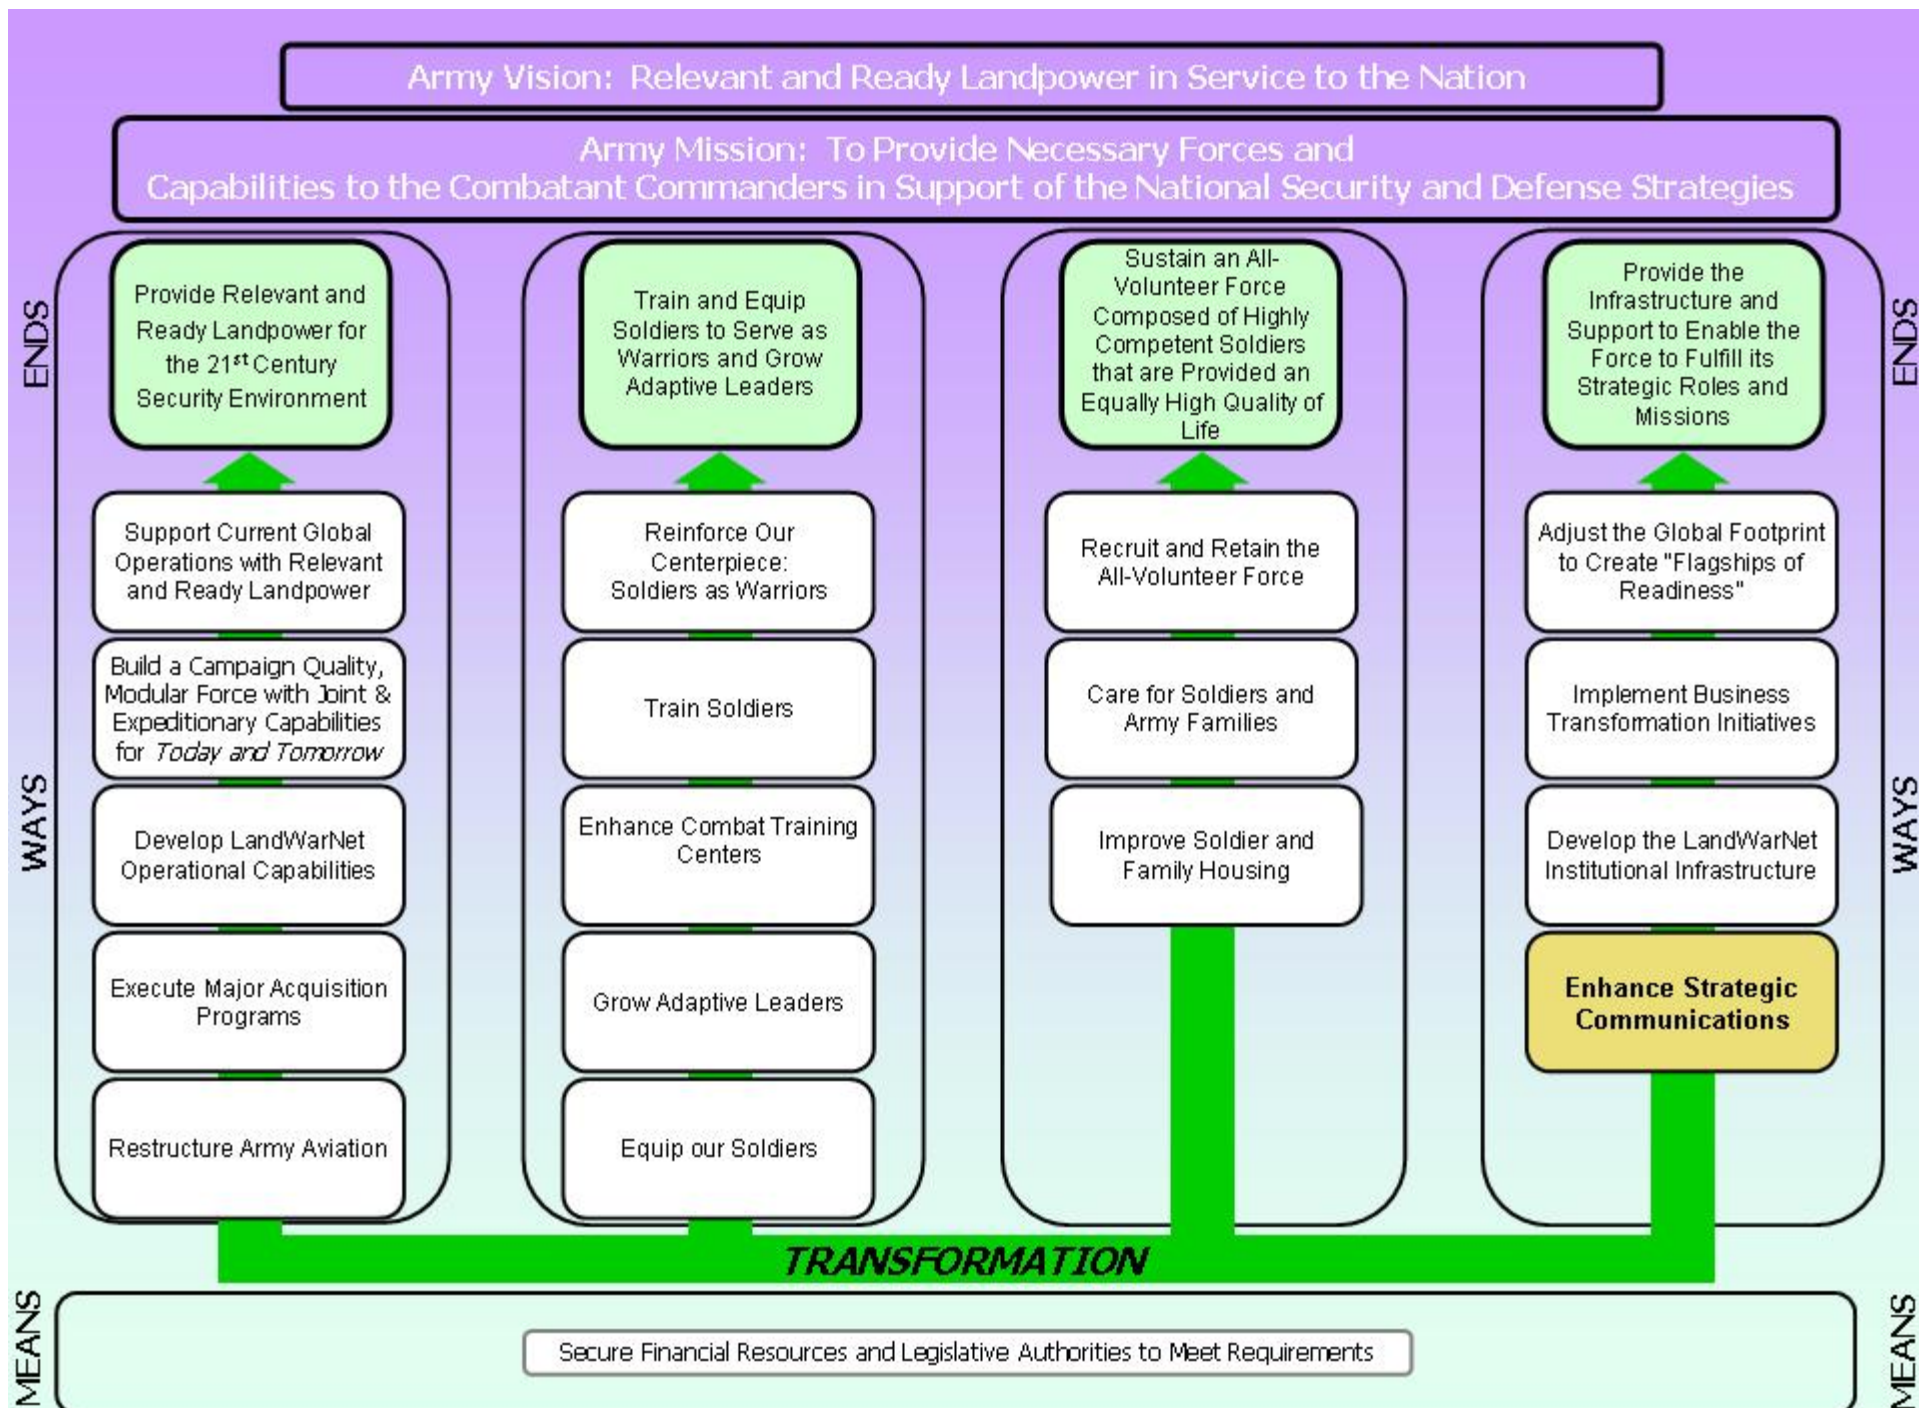 Army Vision: Relevant and Ready Landpower in Service to the Nation
Army Mission: To Provide Necessary Forces and
Capabilities to the Combatant Commanders in Support of the National Security and Defense Strategies
ENDS
Provide Relevant and
Ready Landpower for
the 21st Century
Security Environment
Train and Equip
Soldiers to Serve as
Warriors and Grow
Adaptive Leaders
Sustain an All-
Volunteer Force
Composed of Highly
Competent Soldiers
that are Provided an
Equally High Quality of
Life
Provide the
Infrastructure and
Support to Enable the
Force to Fulfill its
Strategic Roles and
Missions
ENDS
WAYS
Support Current Global
Operations with Relevant
and Ready Landpower
Build a Campaign Quality,
Modular Force with Joint &
Expeditionary Capabilities
for Today and Tomorrow
Develop LandWarNet
Operational Capabilities
Execute Major Acquisition
Programs
Restructure Army Aviation
Reinforce Our
Centerpiece:
Soldiers as Warriors
Train Soldiers
Enhance Combat Training
Centers
Grow Adaptive Leaders
Equip our Soldiers
Recruit and Retain the
All-Volunteer Force
Care for Soldiers and
Army Families
Improve Soldier and
Family Housing
Adjust the Global Footprint
to Create "Flagships of
Readiness"
Implement Business
Transformation Initiatives
Develop the LandWarNet
Institutional Infrastructure
Enhance Strategic
Communications
WAYS
TRANSFORMATION
MEANS
Secure Financial Resources and Legislative Authorities to Meet Requirements
MEANS